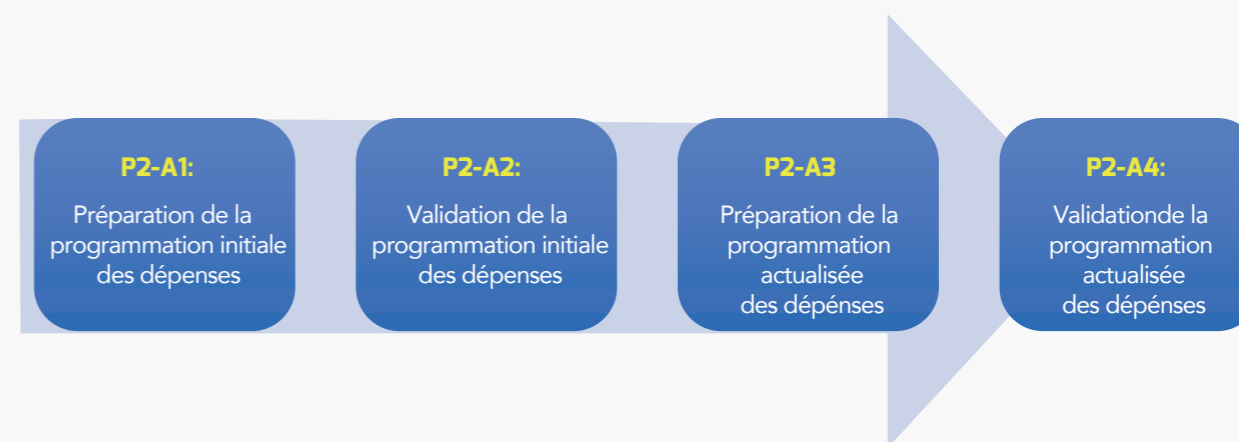 P2-A1:
Préparation de la
programmation initiale
des dépenses
P2-A2:
Validation de la
programmation initiale
des dépenses
P2-A3
Préparation de la
programmation
actualisée
des dépénses
P2-A4:
Validationde la
programmation
actualisée
des dépénses